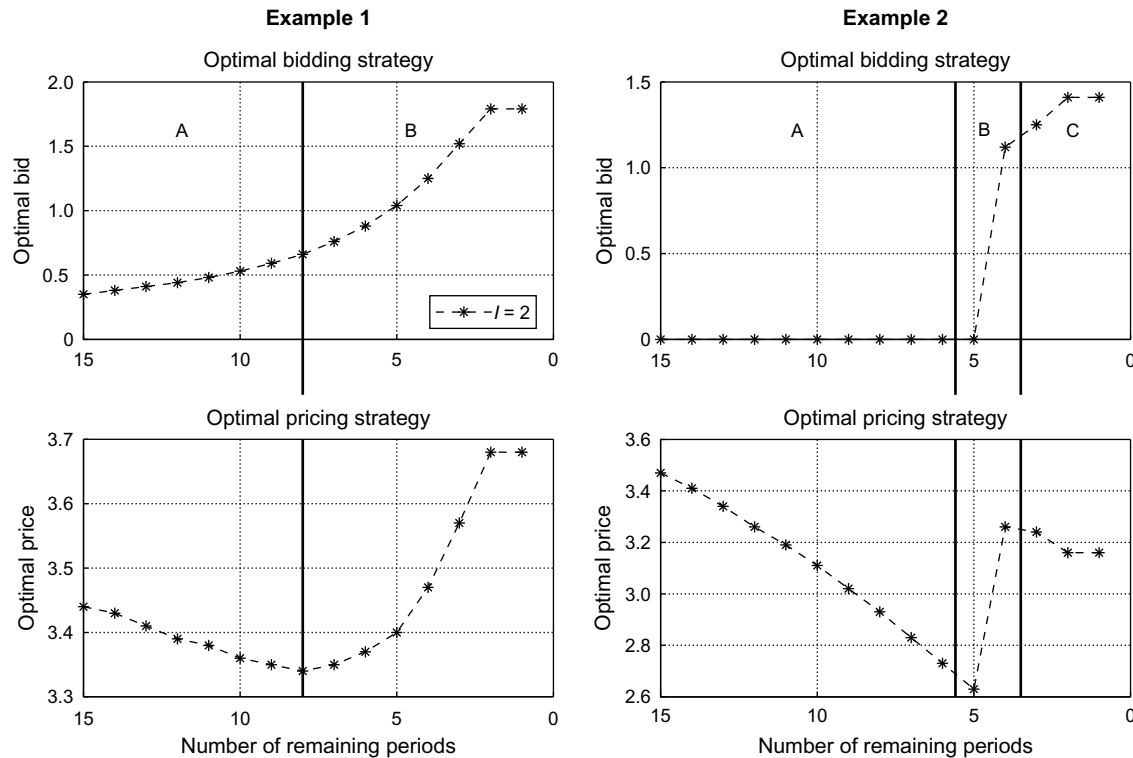 Example 1
Optimal bidding strategy
2.0
1.5
1.0
0.5
0
Optimal bid
A
B
l = 2
15
10
5
0
Optimal pricing strategy
3.7
3.6
3.5
3.4
3.3
Optimal price
15
10
5
0
Number of remaining periods
Example 2
Optimal bidding strategy
1.5
1.0
0.5
0
Optimal bid
A
B
C
15
10
5
0
Optimal pricing strategy
3.6
3.4
3.2
3.0
2.8
2.6
Optimal price
15
10
5
0
Number of remaining periods